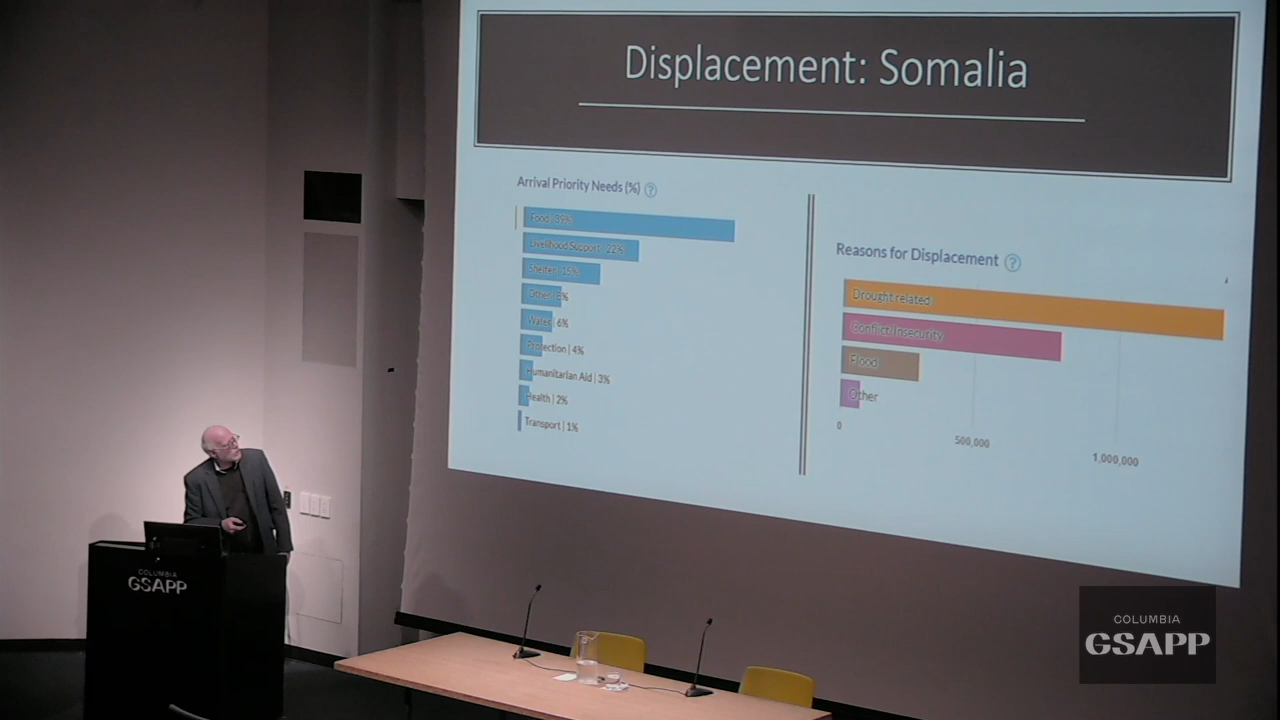 Displacement: Somalia
Arrival Priority Needs (%) ?
Food | 39%
Livelihood Support | 22%
Shelter | 15%
Other | 8%
Water | 6%
Protection | 4%
Humanitarian Aid | 3%
Health | 2%
Transport | 1%
Reasons for Displacement ?
Drought related
Conflict/Insecurity
Flood
Other
0
500,000
1,000,000
COLUMBIA
GSAPP
COLUMBIA
GSAPP